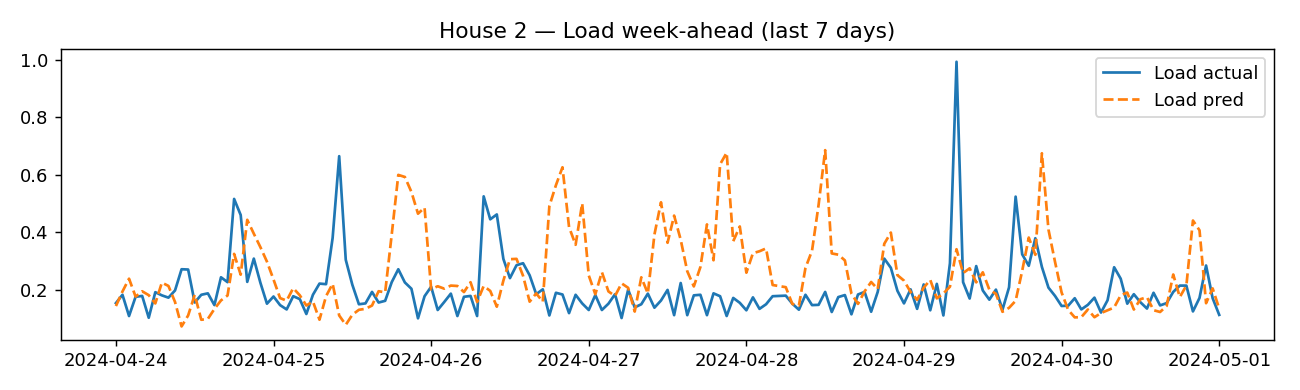 House 2 — Load week-ahead (last 7 days)
1.0
0.8
0.6
0.4
0.2
Load actual
Load pred
2024-04-24 2024-04-25 2024-04-26 2024-04-27 2024-04-28 2024-04-29 2024-04-30 2024-05-01